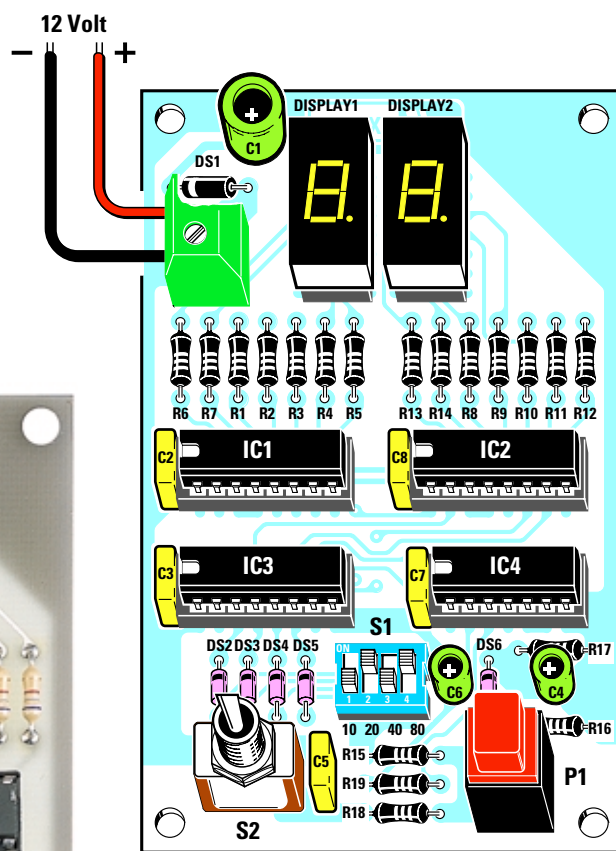 12 Volt
– +
DISPLAY1 DISPLAY2
C1
DS1
8. 8.
R6 R7 R1 R2 R3 R4 R5 R13 R14 R8 R9 R10 R11 R12
C2 IC1 C8 IC2
C3 IC3 C7 IC4
S1
DS2 DS3 DS4 DS5 ON DS6 R17
C6 C4
1 2 3 4
10 20 40 80 R16
C5 R15 P1
R19
R18
S2